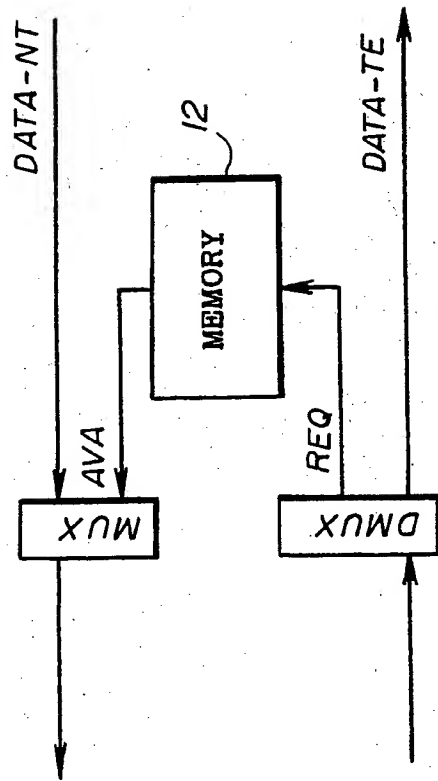 DATA-NT
AVA
MUX
12
MEMORY
REQ
DMUX
DATA-TE